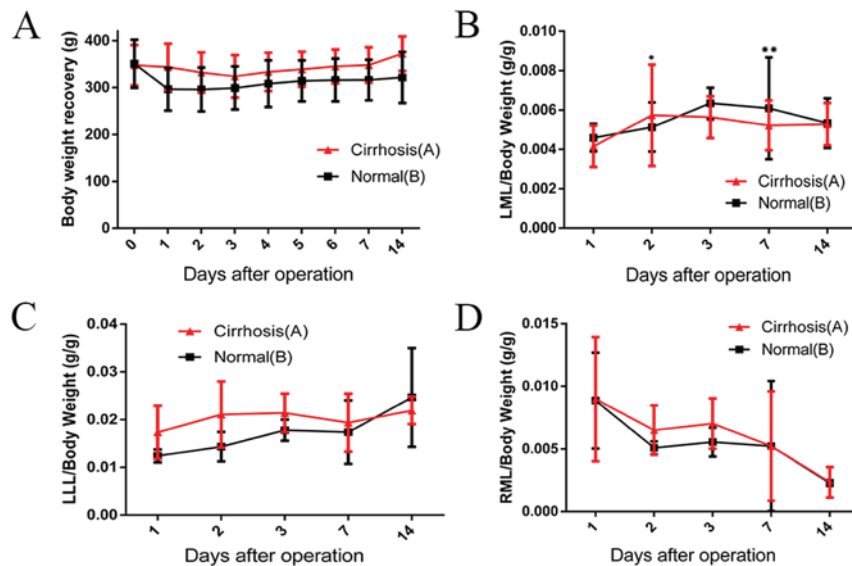 A
Body weight recovery (g)
400
300
200
100
0
Cirrhosis(A)
Normal(B)
0 1 2 3 4 5 6 7 14
Days after operation
B
LML/Body Weight (g/g)
0.010
0.008
0.006
0.004
0.002
0.000
*
**
Cirrhosis(A)
Normal(B)
1 2 3 7 14
Days after operation
C
LLL/Body Weight (g/g)
0.04
0.03
0.02
0.01
0.00
Cirrhosis(A)
Normal(B)
1 2 3 7 14
Days after operation
D
RML/Body Weight (g/g)
0.015
0.010
0.005
0.000
Cirrhosis(A)
Normal(B)
1 2 3 7 14
Days after operation